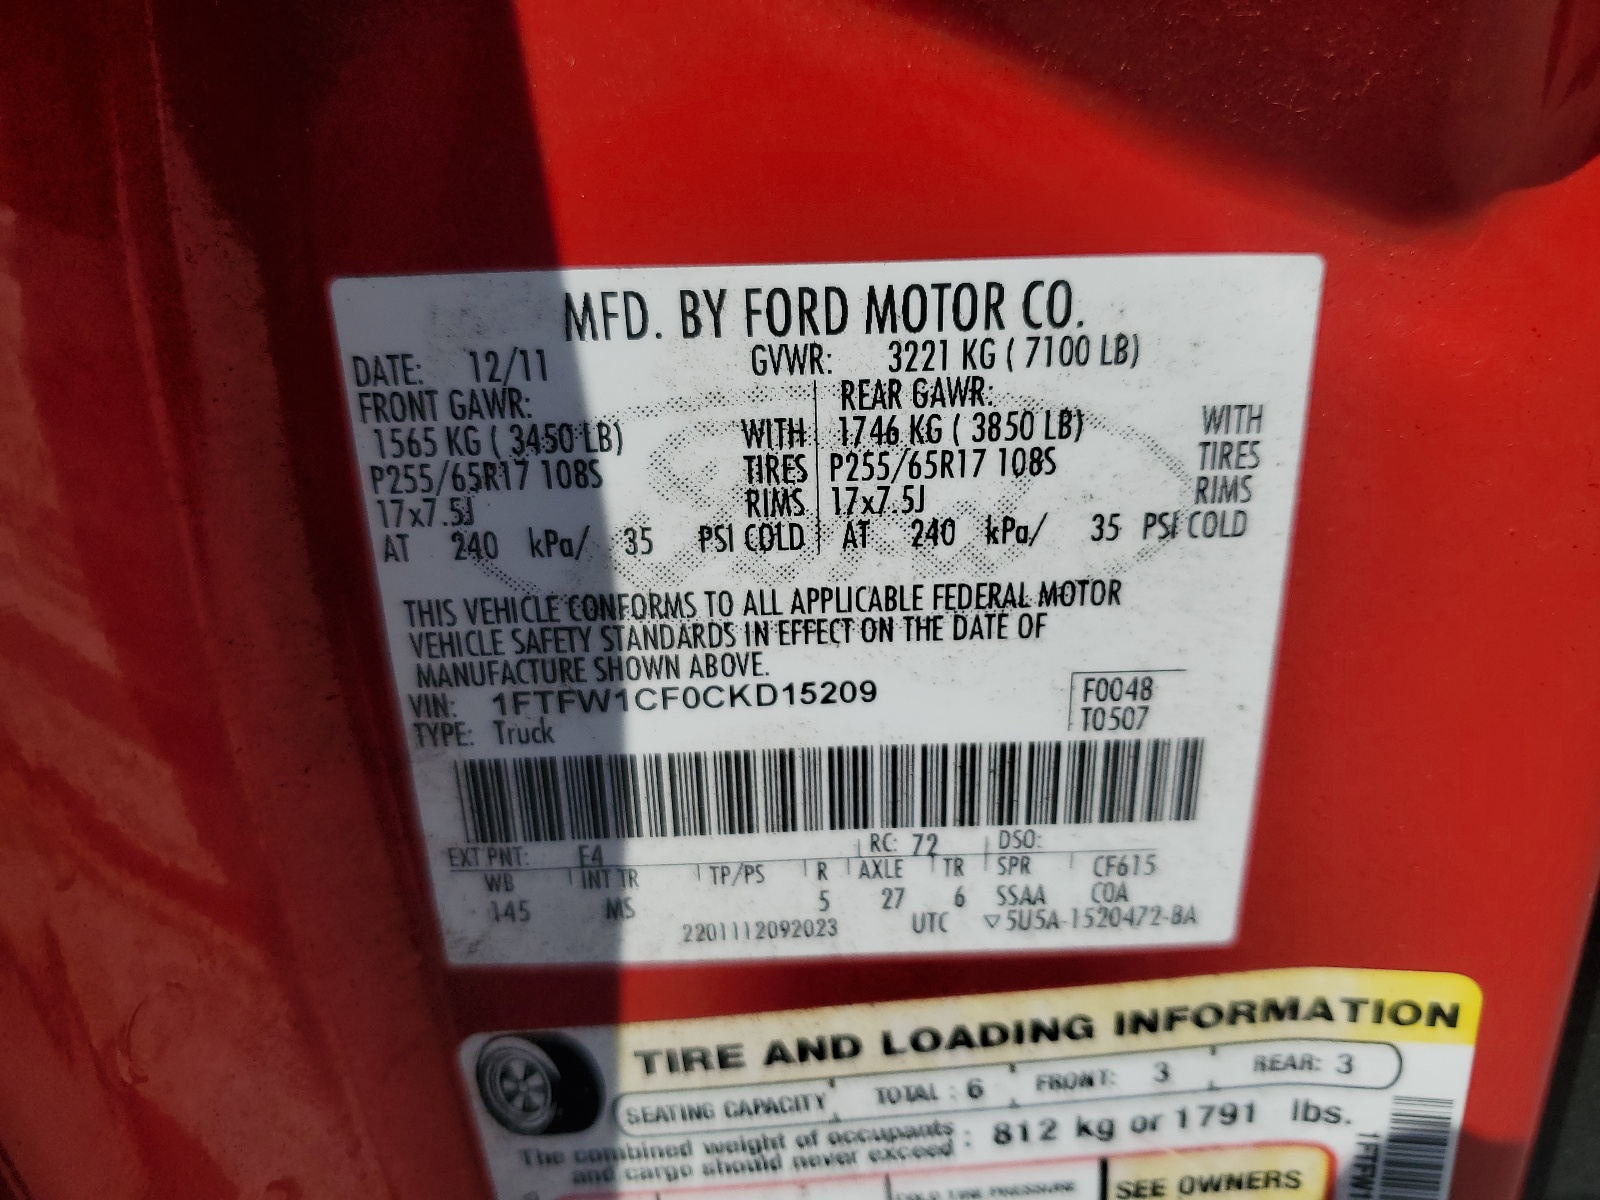 MFD. BY FORD MOTOR CO.
DATE: 12/11 GVWR: 3221 KG ( 7100 LB)
FRONT GAWR: REAR GAWR:
1565 KG ( 3450 LB) WITH 1746 KG ( 3850 LB) WITH
P255/65R17 108S TIRES P255/65R17 108S TIRES
17x7.5J RIMS 17x7.5J RIMS
AT 240 kPa/ 35 PSI COLD AT 240 kPa/ 35 PSI COLD
THIS VEHICLE CONFORMS TO ALL APPLICABLE FEDERAL MOTOR
VEHICLE SAFETY STANDARDS IN EFFECT ON THE DATE OF
MANUFACTURE SHOWN ABOVE.
VIN: 1FTFW1CF0CKD15209 F0048
TYPE: Truck T0507
EXT PNT: F4 RC: 72 DSO:
WB INT TR TP/PS R AXLE TR SPR CF615
145 MS 5 27 6 SSAA COA
2201112092023 UTC ▽5U5A-1520472-BA
TIRE AND LOADING INFORMATION
SEATING CAPACITY TOTAL : 6 FRONT: 3 REAR: 3
The combined weight of occupants : 812 kg or 1791 lbs.
and cargo should never exceed
SEE OWNERS
1FTFW1